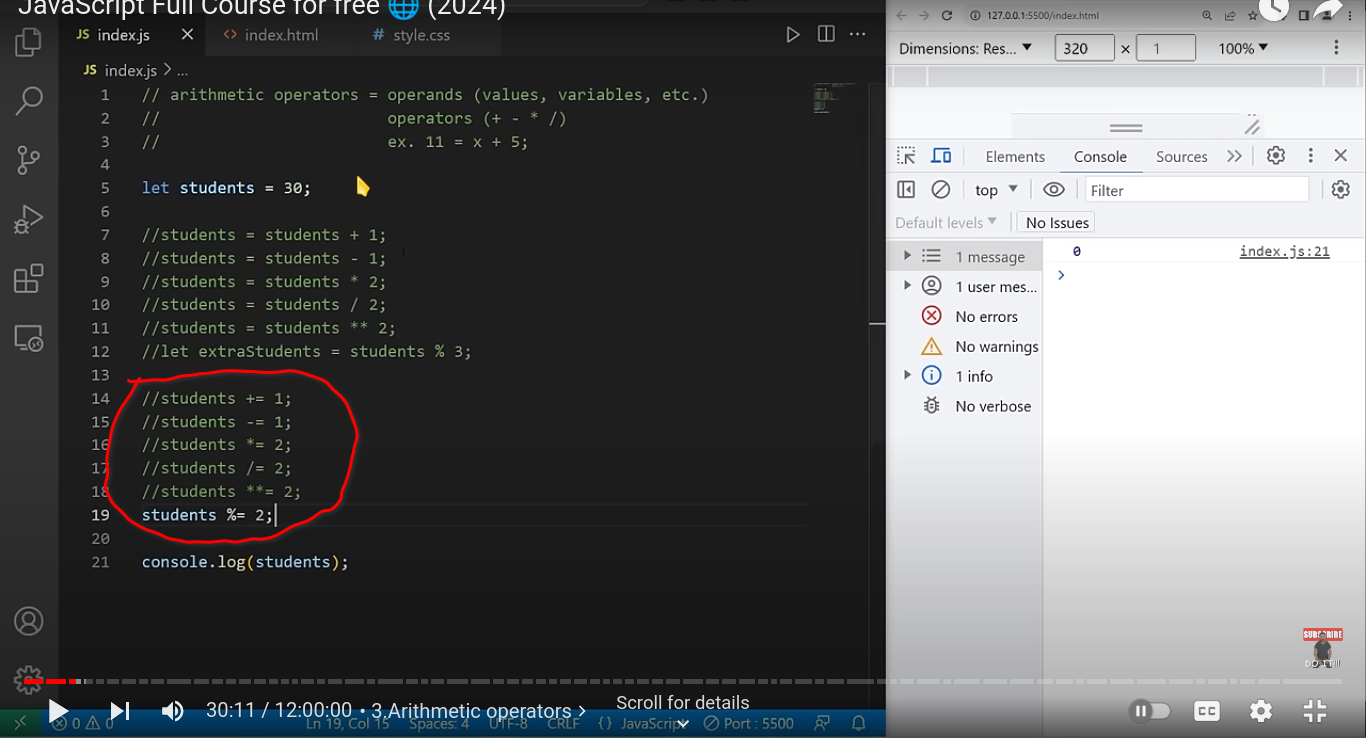 JavaScript Full Course for free 🌐 (2024)
JS index.js
<> index.html
# style.css
JS index.js > ...
1 // arithmetic operators = operands (values, variables, etc.)
2 // operators (+ - * /)
3 // ex. 11 = x + 5;
4
5 let students = 30;
6
7 //students = students + 1;
8 //students = students - 1;
9 //students = students * 2;
10 //students = students / 2;
11 //students = students ** 2;
12 //let extraStudents = students % 3;
13
14 //students += 1;
15 //students -= 1;
16 //students *= 2;
17 //students /= 2;
18 //students **= 2;
19 students %= 2;
20
21 console.log(students);
127.0.0.1:5500/index.html
Dimensions: Res... ▼ 320 × 1 100% ▼
Elements Console Sources
top ▼ Filter
Default levels ▼ No Issues
1 message
1 user mes...
No errors
No warnings
1 info
No verbose
0 index.js:21
SUBSCRIBE
30:11 / 12:00:00 • 3.Arithmetic operators >
Scroll for details
0 0 Ln 19, Col 15 Spaces: 4 UTF-8 CRLF {} JavaScript Port : 5500
CC